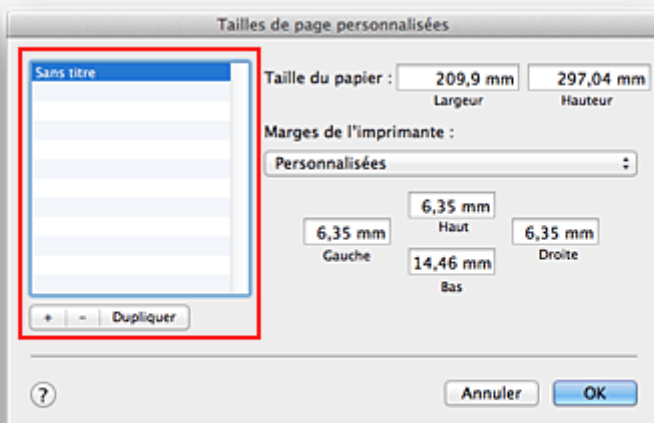 Tailles de page personnalisées
Sans titre
Taille du papier : 209,9 mm 297,04 mm
Largeur Hauteur
Marges de l'imprimante :
Personnalisées
6,35 mm
Haut
6,35 mm 6,35 mm
Gauche Droite
14,46 mm
Bas
+ - Dupliquer
? Annuler OK